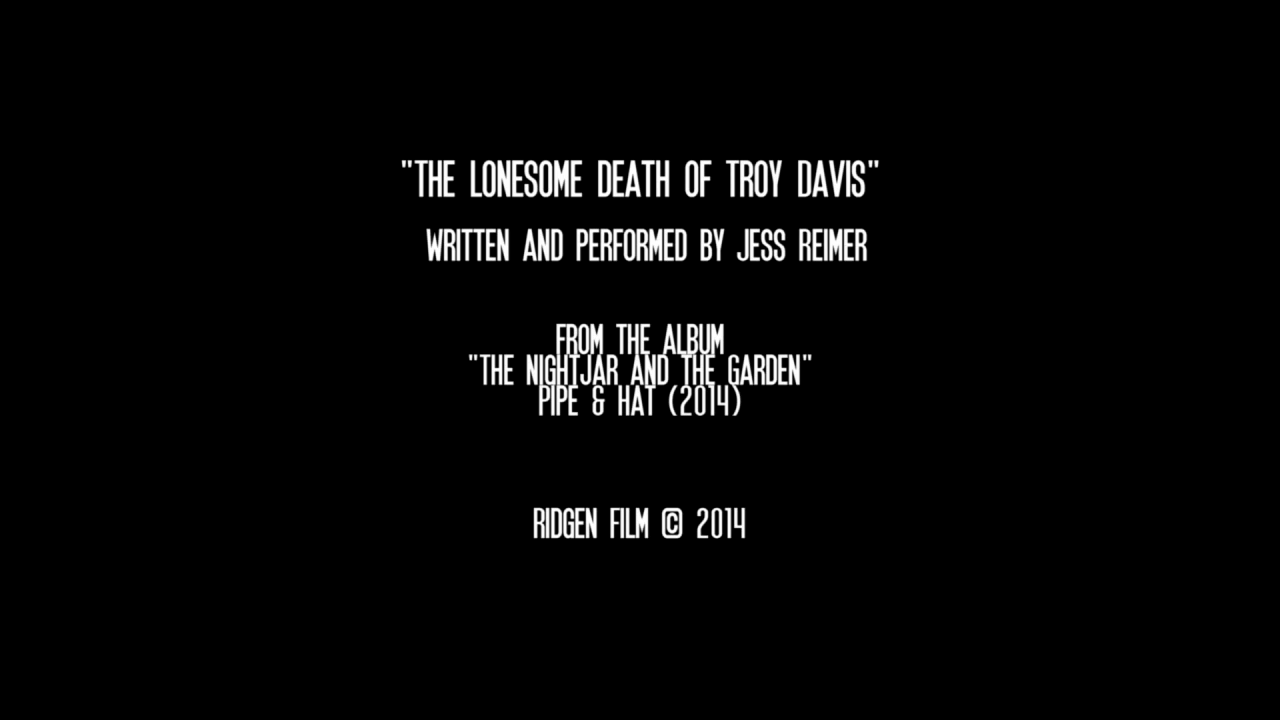 "THE LONESOME DEATH OF TROY DAVIS"
WRITTEN AND PERFORMED BY JESS REIMER
FROM THE ALBUM
"THE NIGHTJAR AND THE GARDEN"
PIPE & HAT (2014)
RIDGEN FILM © 2014